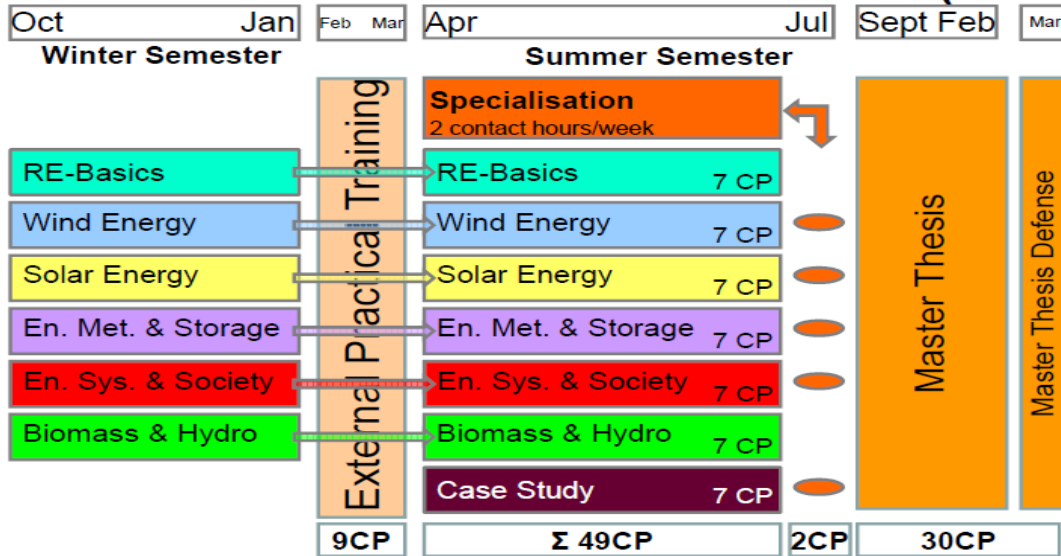 Oct Jan Feb Mar Apr Jul Sept Feb Mar
Winter Semester Summer Semester
Specialisation
2 contact hours/week
RE-Basics RE-Basics 7 CP
Wind Energy Wind Energy 7 CP
Solar Energy Solar Energy 7 CP
En. Met. & Storage En. Met. & Storage 7 CP
En. Sys. & Society En. Sys. & Society 7 CP
Biomass & Hydro Biomass & Hydro 7 CP
Case Study 7 CP
External Practical Training
Master Thesis
Master Thesis Defense
9CP Σ 49CP 2CP 30CP